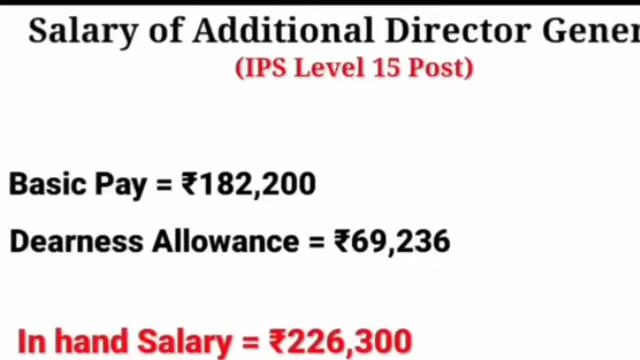 Salary of Additional Director Gener
(IPS Level 15 Post)
Basic Pay = ₹182,200
Dearness Allowance = ₹69,236
In hand Salary = ₹226,300